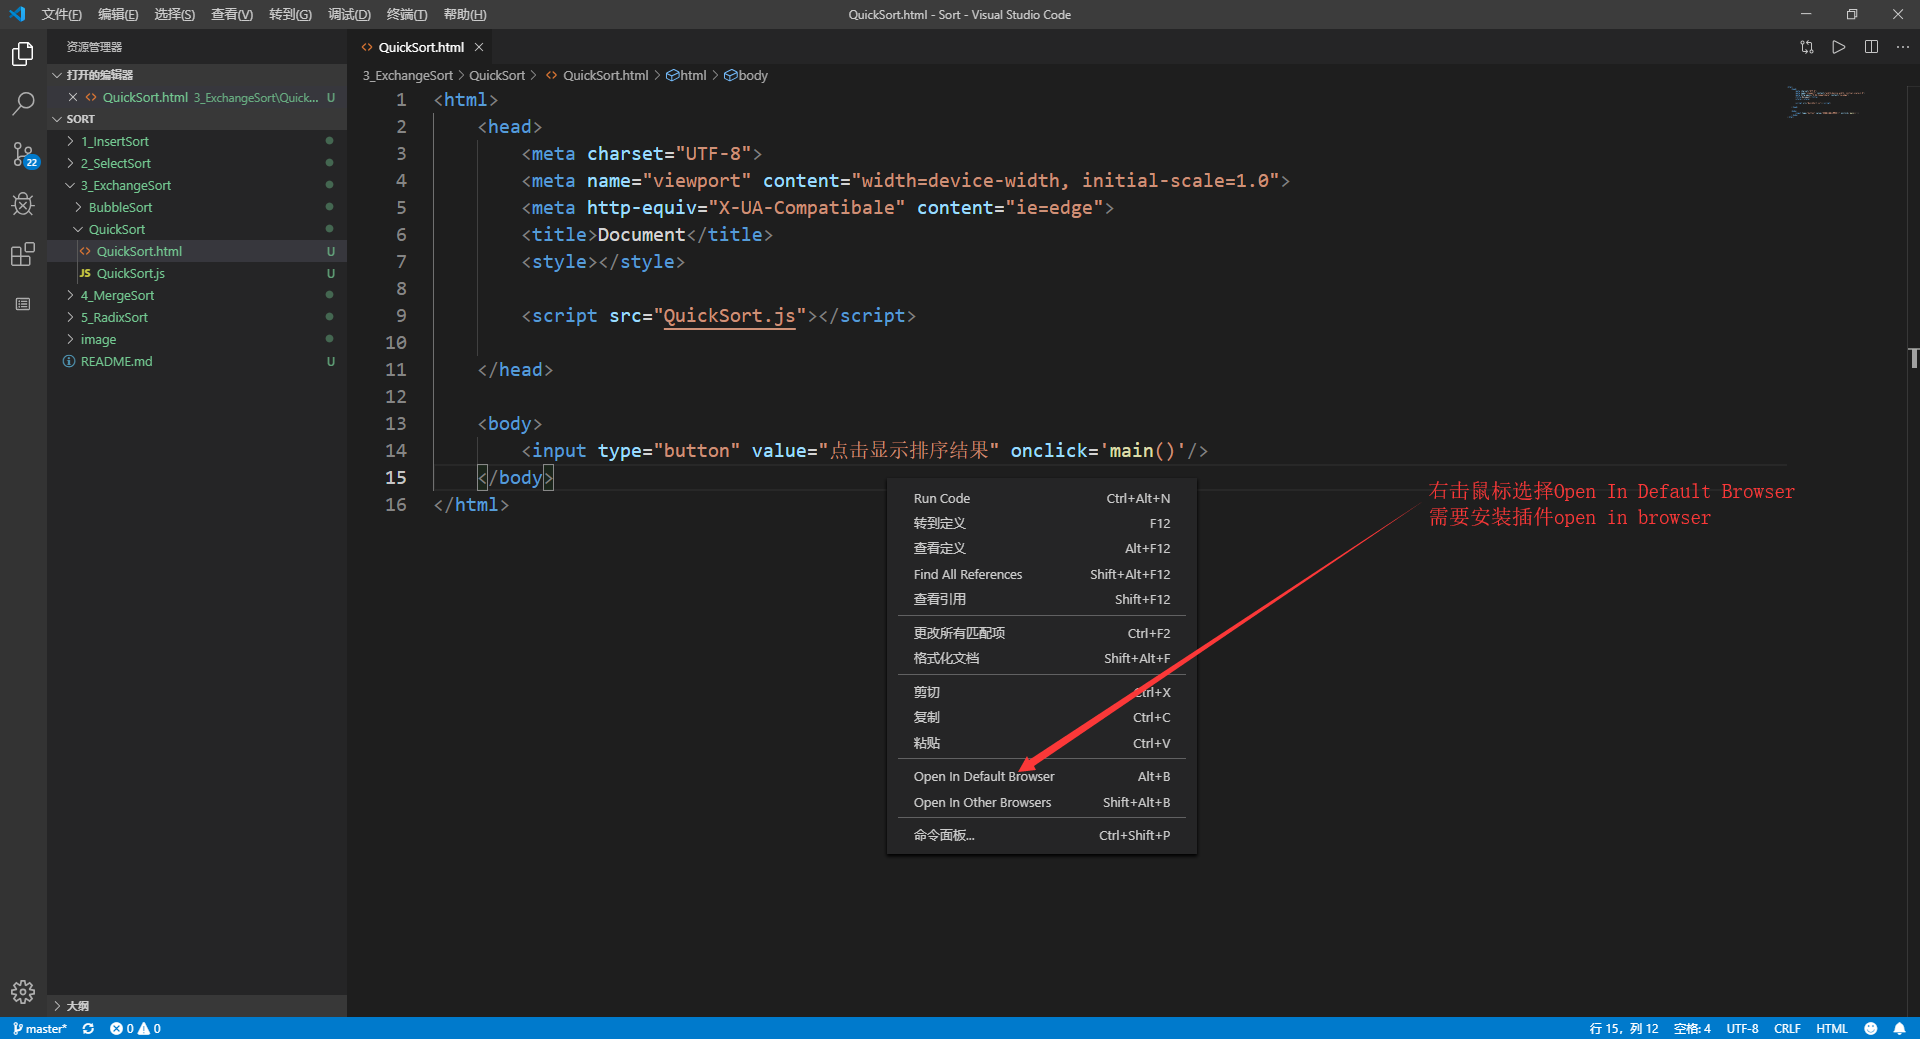 文件(F) 编辑(E) 选择(S) 查看(V) 转到(G) 调试(D) 终端(T) 帮助(H)
QuickSort.html - Sort - Visual Studio Code
资源管理器
打开的编辑器
QuickSort.html 3_ExchangeSort\Quick... U
SORT
1_InsertSort
2_SelectSort
22
3_ExchangeSort
BubbleSort
QuickSort
QuickSort.html U
JS QuickSort.js U
4_MergeSort
5_RadixSort
image
README.md U
大纲
QuickSort.html
3_ExchangeSort > QuickSort > QuickSort.html > html > body
1 <html>
2 <head>
3 <meta charset="UTF-8">
4 <meta name="viewport" content="width=device-width, initial-scale=1.0">
5 <meta http-equiv="X-UA-Compatibale" content="ie=edge">
6 <title>Document</title>
7 <style></style>
8
9 <script src="QuickSort.js"></script>
10
11 </head>
12
13 <body>
14 <input type="button" value="点击显示排序结果" onclick='main()'/>
15 </body>
16 </html>
Run Code Ctrl+Alt+N
转到定义 F12
查看定义 Alt+F12
Find All References Shift+Alt+F12
查看引用 Shift+F12
更改所有匹配项 Ctrl+F2
格式化文档 Shift+Alt+F
剪切 Ctrl+X
复制 Ctrl+C
粘贴 Ctrl+V
Open In Default Browser Alt+B
Open In Other Browsers Shift+Alt+B
命令面板... Ctrl+Shift+P
右击鼠标选择Open In Default Browser
需要安装插件open in browser
master* 0 0
行 15，列 12 空格: 4 UTF-8 CRLF HTML